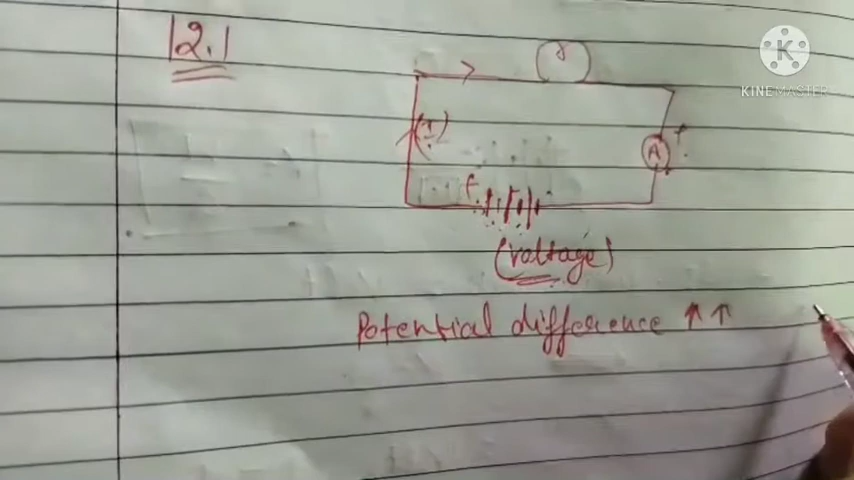 12.1
K
KINEMASTER
(I)
+
A
(voltage)
Potential difference ↑ ↑